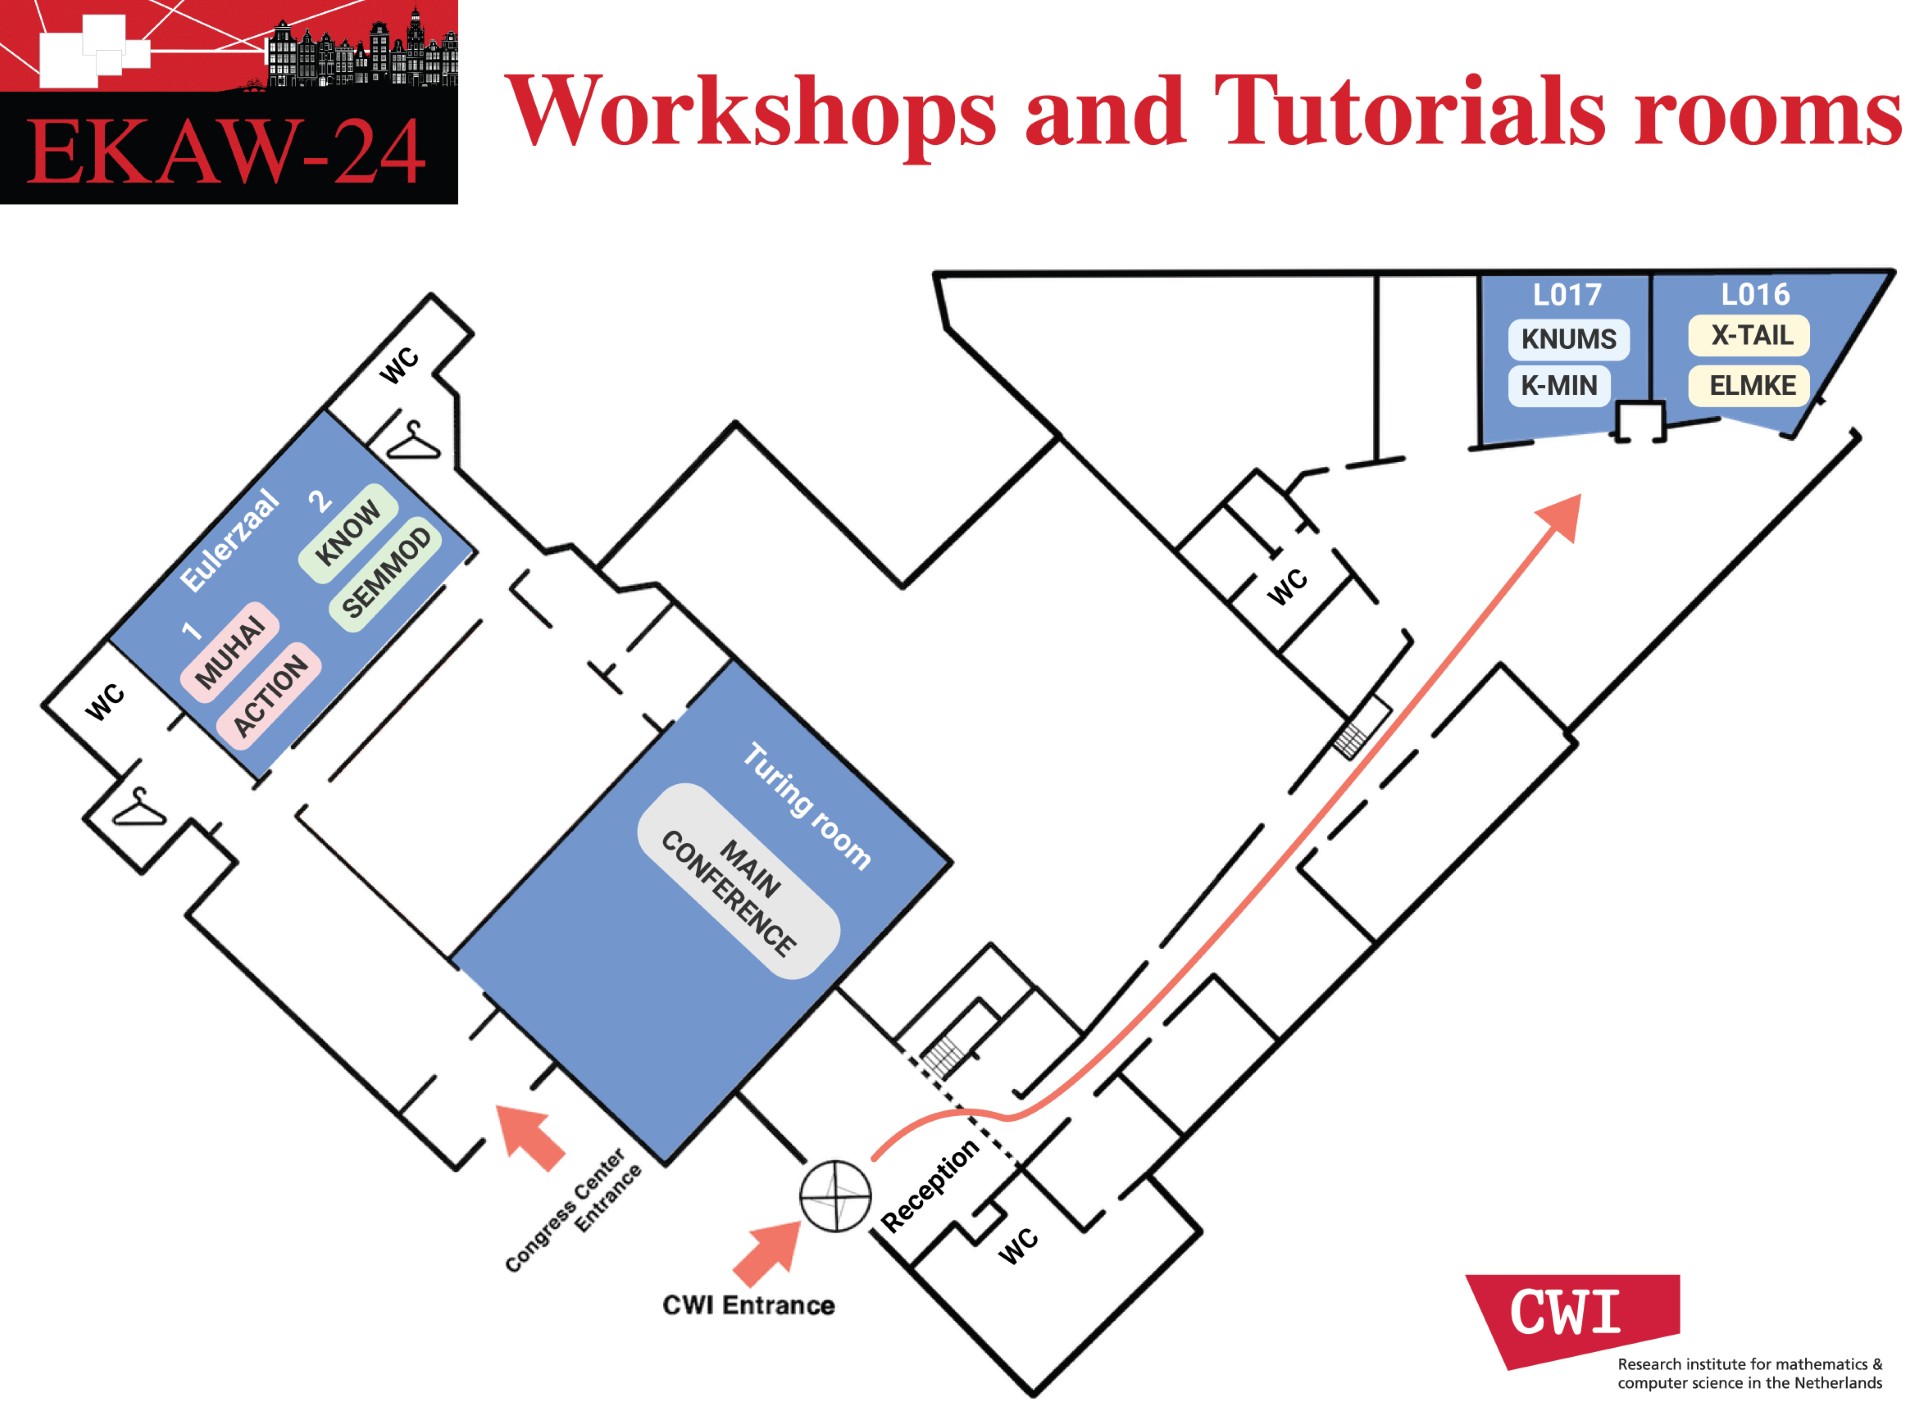 EKAW-24
Workshops and Tutorials rooms
L017
KNUMS
K-MIN
L016
X-TAIL
ELMKE
WC
Eulerzaal
2
KNOW
SEMMOD
1
MUHAI
ACTION
WC
WC
Turing room
MAIN
CONFERENCE
Congress Center
Entrance
Reception
WC
CWI Entrance
CWI
Research institute for mathematics &
computer science in the Netherlands